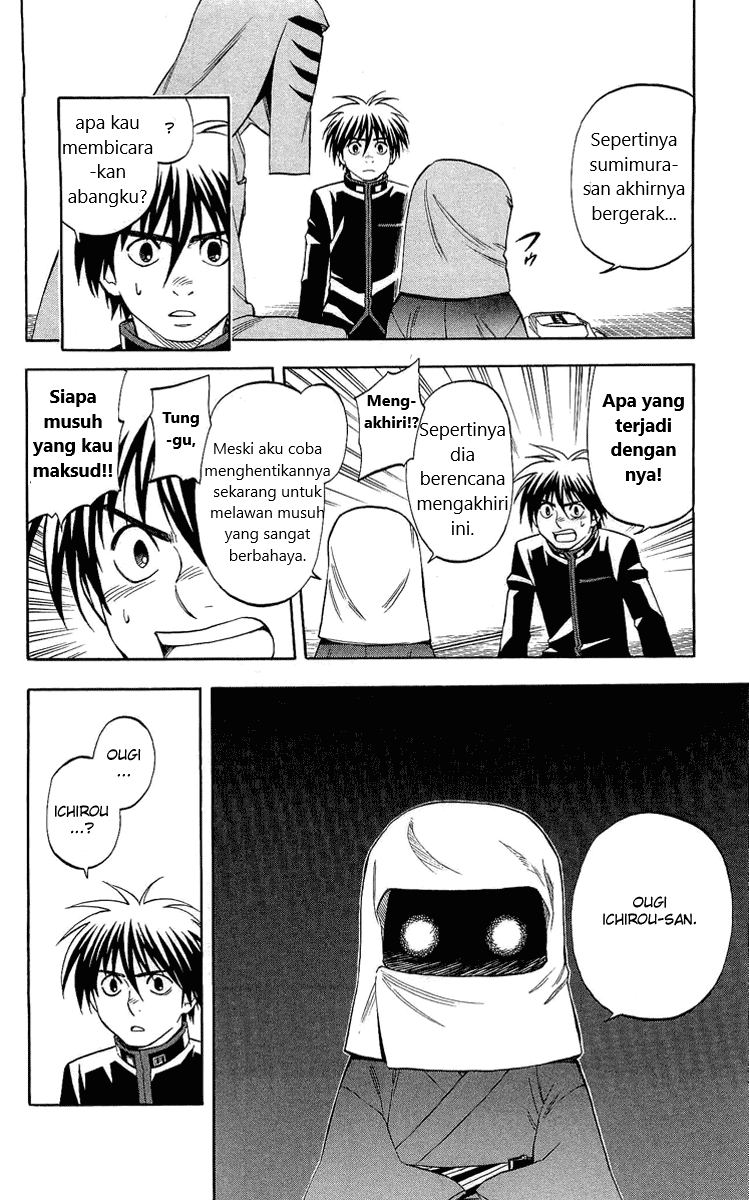 Sepertinya
sumimura-
san akhirnya
bergerak...
?
apa kau
membicara
-kan
abangku?
Apa yang
terjadi
dengan
nya!
Sepertinya
dia
berencana
mengakhiri
ini.
Meng-
akhiri!?
Meski aku coba
menghentikannya
sekarang untuk
melawan musuh
yang sangat
berbahaya.
Tung
-gu,
Siapa
musuh
yang kau
maksud!!
OUGI
ICHIROU-SAN.
OUGI
...
ICHIROU
...?